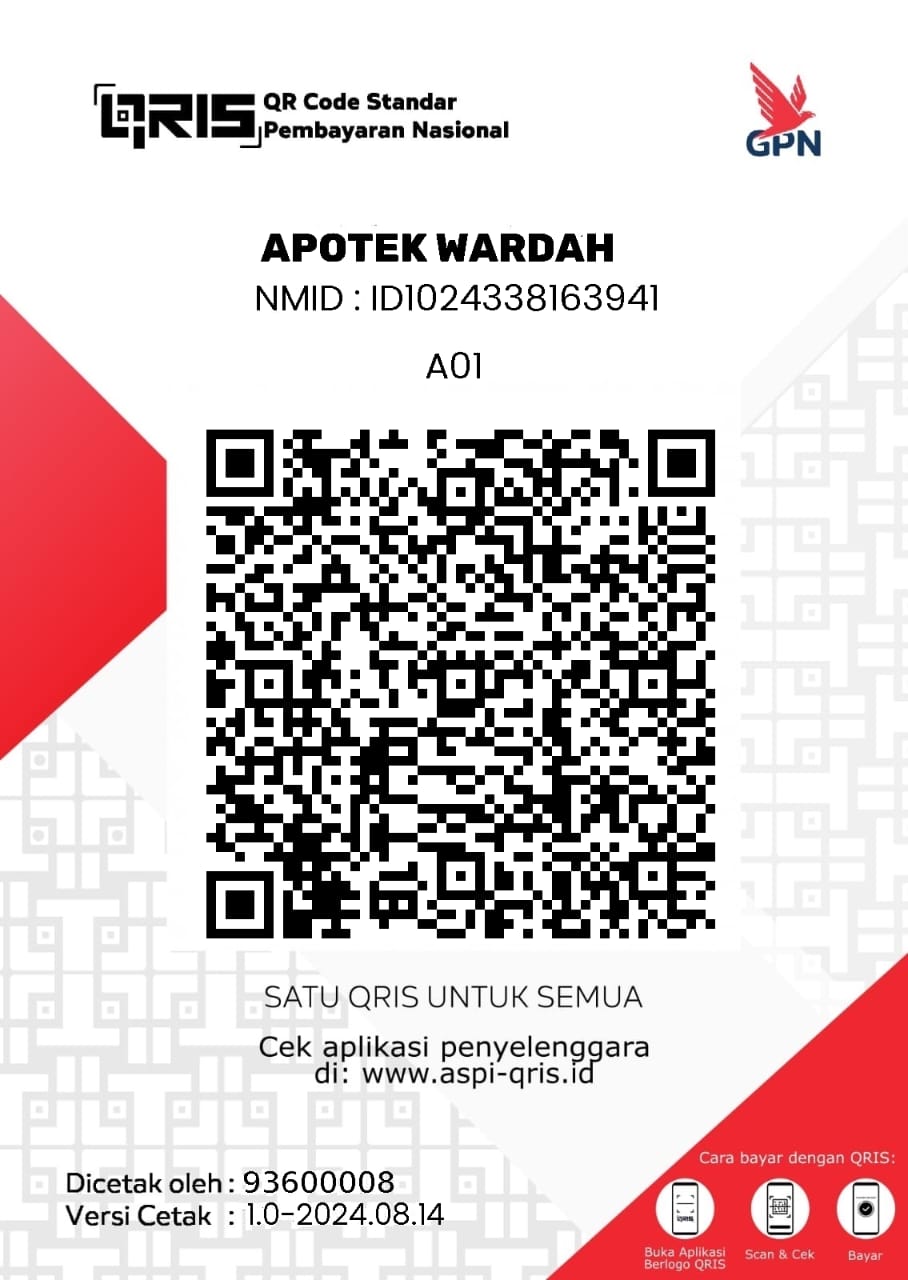 QRIS QR Code Standar
Pembayaran Nasional
GPN
APOTEK WARDAH
NMID : ID1024338163941
A01
SATU QRIS UNTUK SEMUA
Cek aplikasi penyelenggara
di: www.aspi-qris.id
Dicetak oleh : 93600008
Versi Cetak : 1.0-2024.08.14
Cara bayar dengan QRIS:
Buka Aplikasi
Berlogo QRIS
Scan & Cek
Bayar